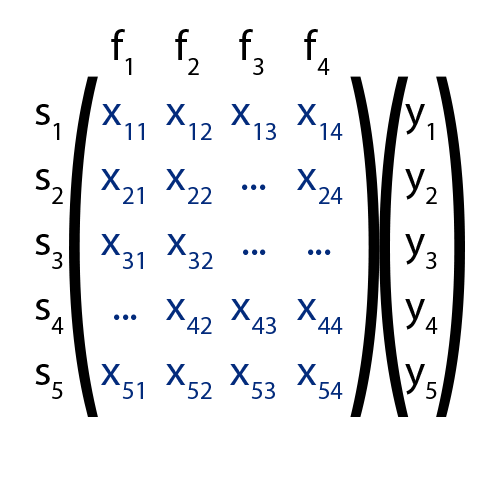 f₁ f₂ f₃ f₄
s₁ ( x₁₁ x₁₂ x₁₃ x₁₄ ) ( y₁ )
s₂ ( x₂₁ x₂₂ ... x₂₄ ) ( y₂ )
s₃ ( x₃₁ x₃₂ ... ... ) ( y₃ )
s₄ ( ... x₄₂ x₄₃ x₄₄ ) ( y₄ )
s₅ ( x₅₁ x₅₂ x₅₃ x₅₄ ) ( y₅ )